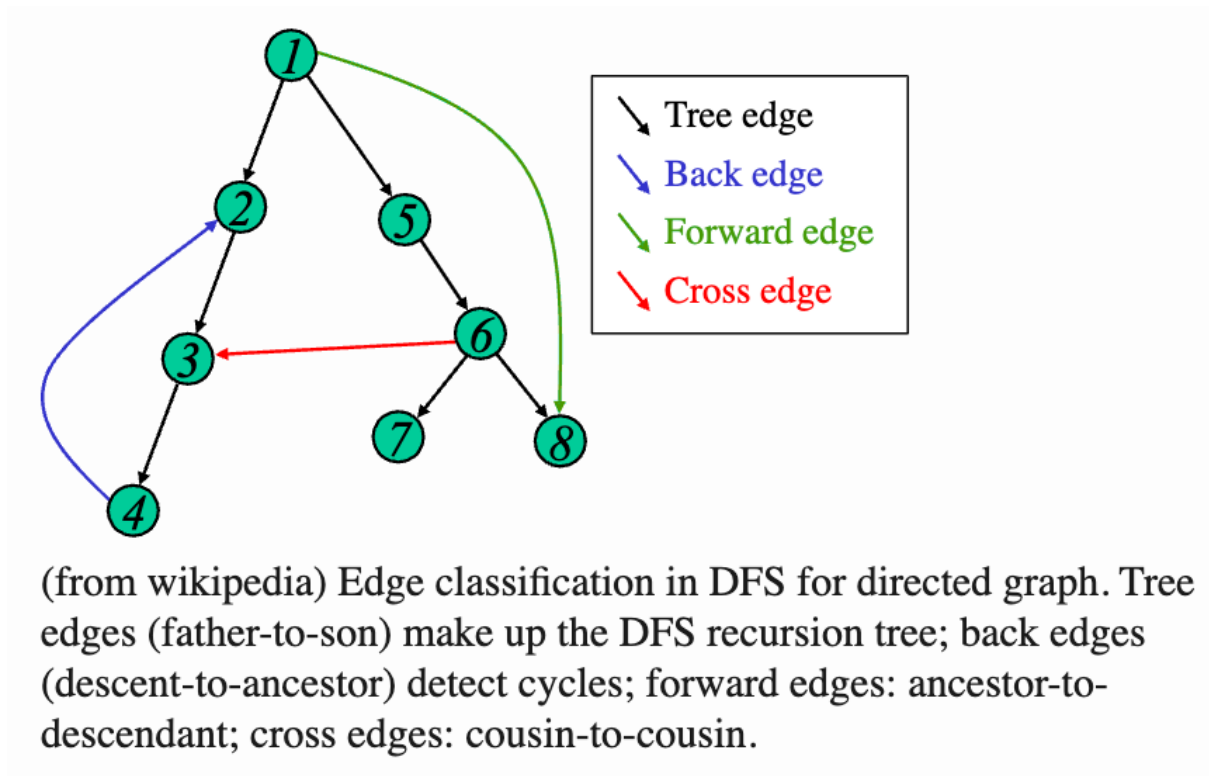 1
Tree edge
Back edge
2
5
Forward edge
Cross edge
6
3
7
8
4
(from wikipedia) Edge classification in DFS for directed graph. Tree
edges (father-to-son) make up the DFS recursion tree; back edges
(descent-to-ancestor) detect cycles; forward edges: ancestor-to-
descendant; cross edges: cousin-to-cousin.